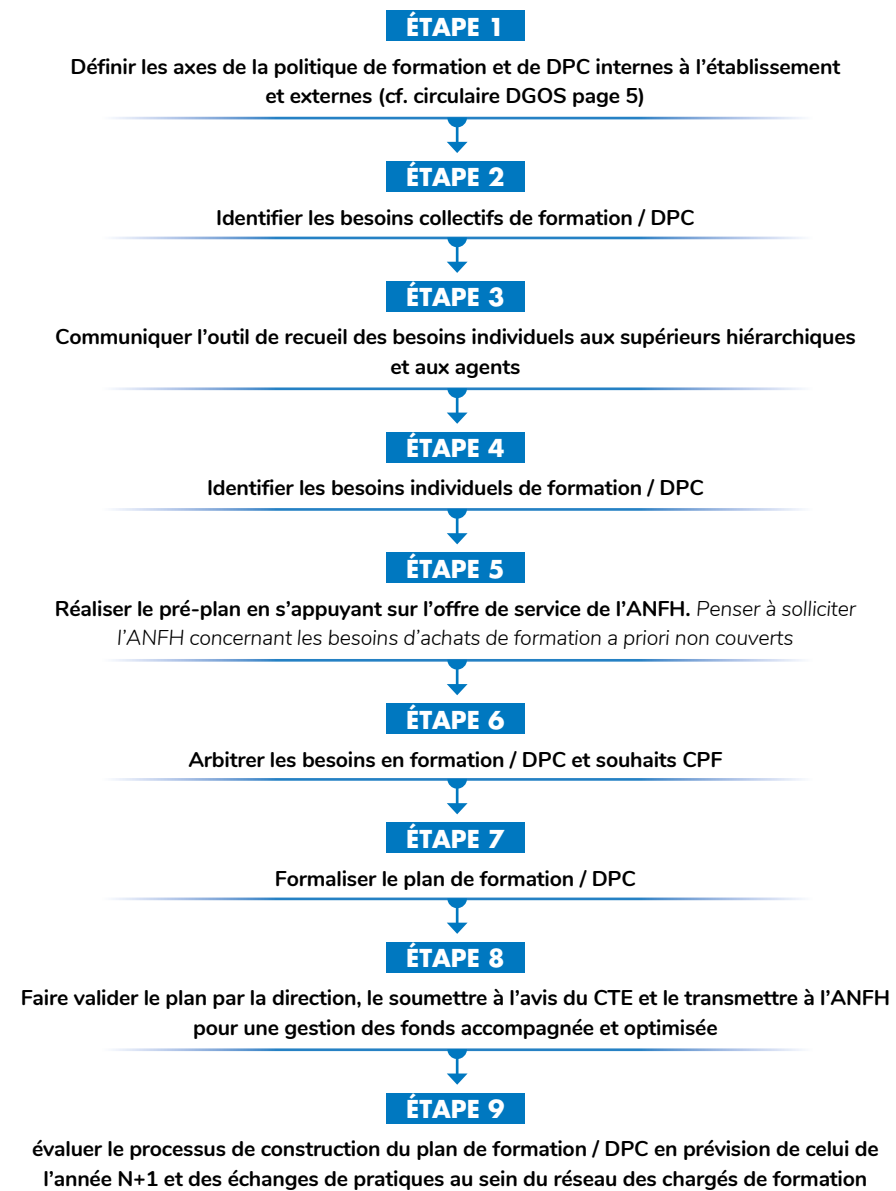 ÉTAPE 1
Définir les axes de la politique de formation et de DPC internes à l'établissement
et externes (cf. circulaire DGOS page 5)
ÉTAPE 2
Identifier les besoins collectifs de formation / DPC
ÉTAPE 3
Communiquer l'outil de recueil des besoins individuels aux supérieurs hiérarchiques
et aux agents
ÉTAPE 4
Identifier les besoins individuels de formation / DPC
ÉTAPE 5
Réaliser le pré-plan en s'appuyant sur l'offre de service de l'ANFH. Penser à solliciter
l'ANFH concernant les besoins d'achats de formation a priori non couverts
ÉTAPE 6
Arbitrer les besoins en formation / DPC et souhaits CPF
ÉTAPE 7
Formaliser le plan de formation / DPC
ÉTAPE 8
Faire valider le plan par la direction, le soumettre à l'avis du CTE et le transmettre à l'ANFH
pour une gestion des fonds accompagnée et optimisée
ÉTAPE 9
évaluer le processus de construction du plan de formation / DPC en prévision de celui de
l'année N+1 et des échanges de pratiques au sein du réseau des chargés de formation